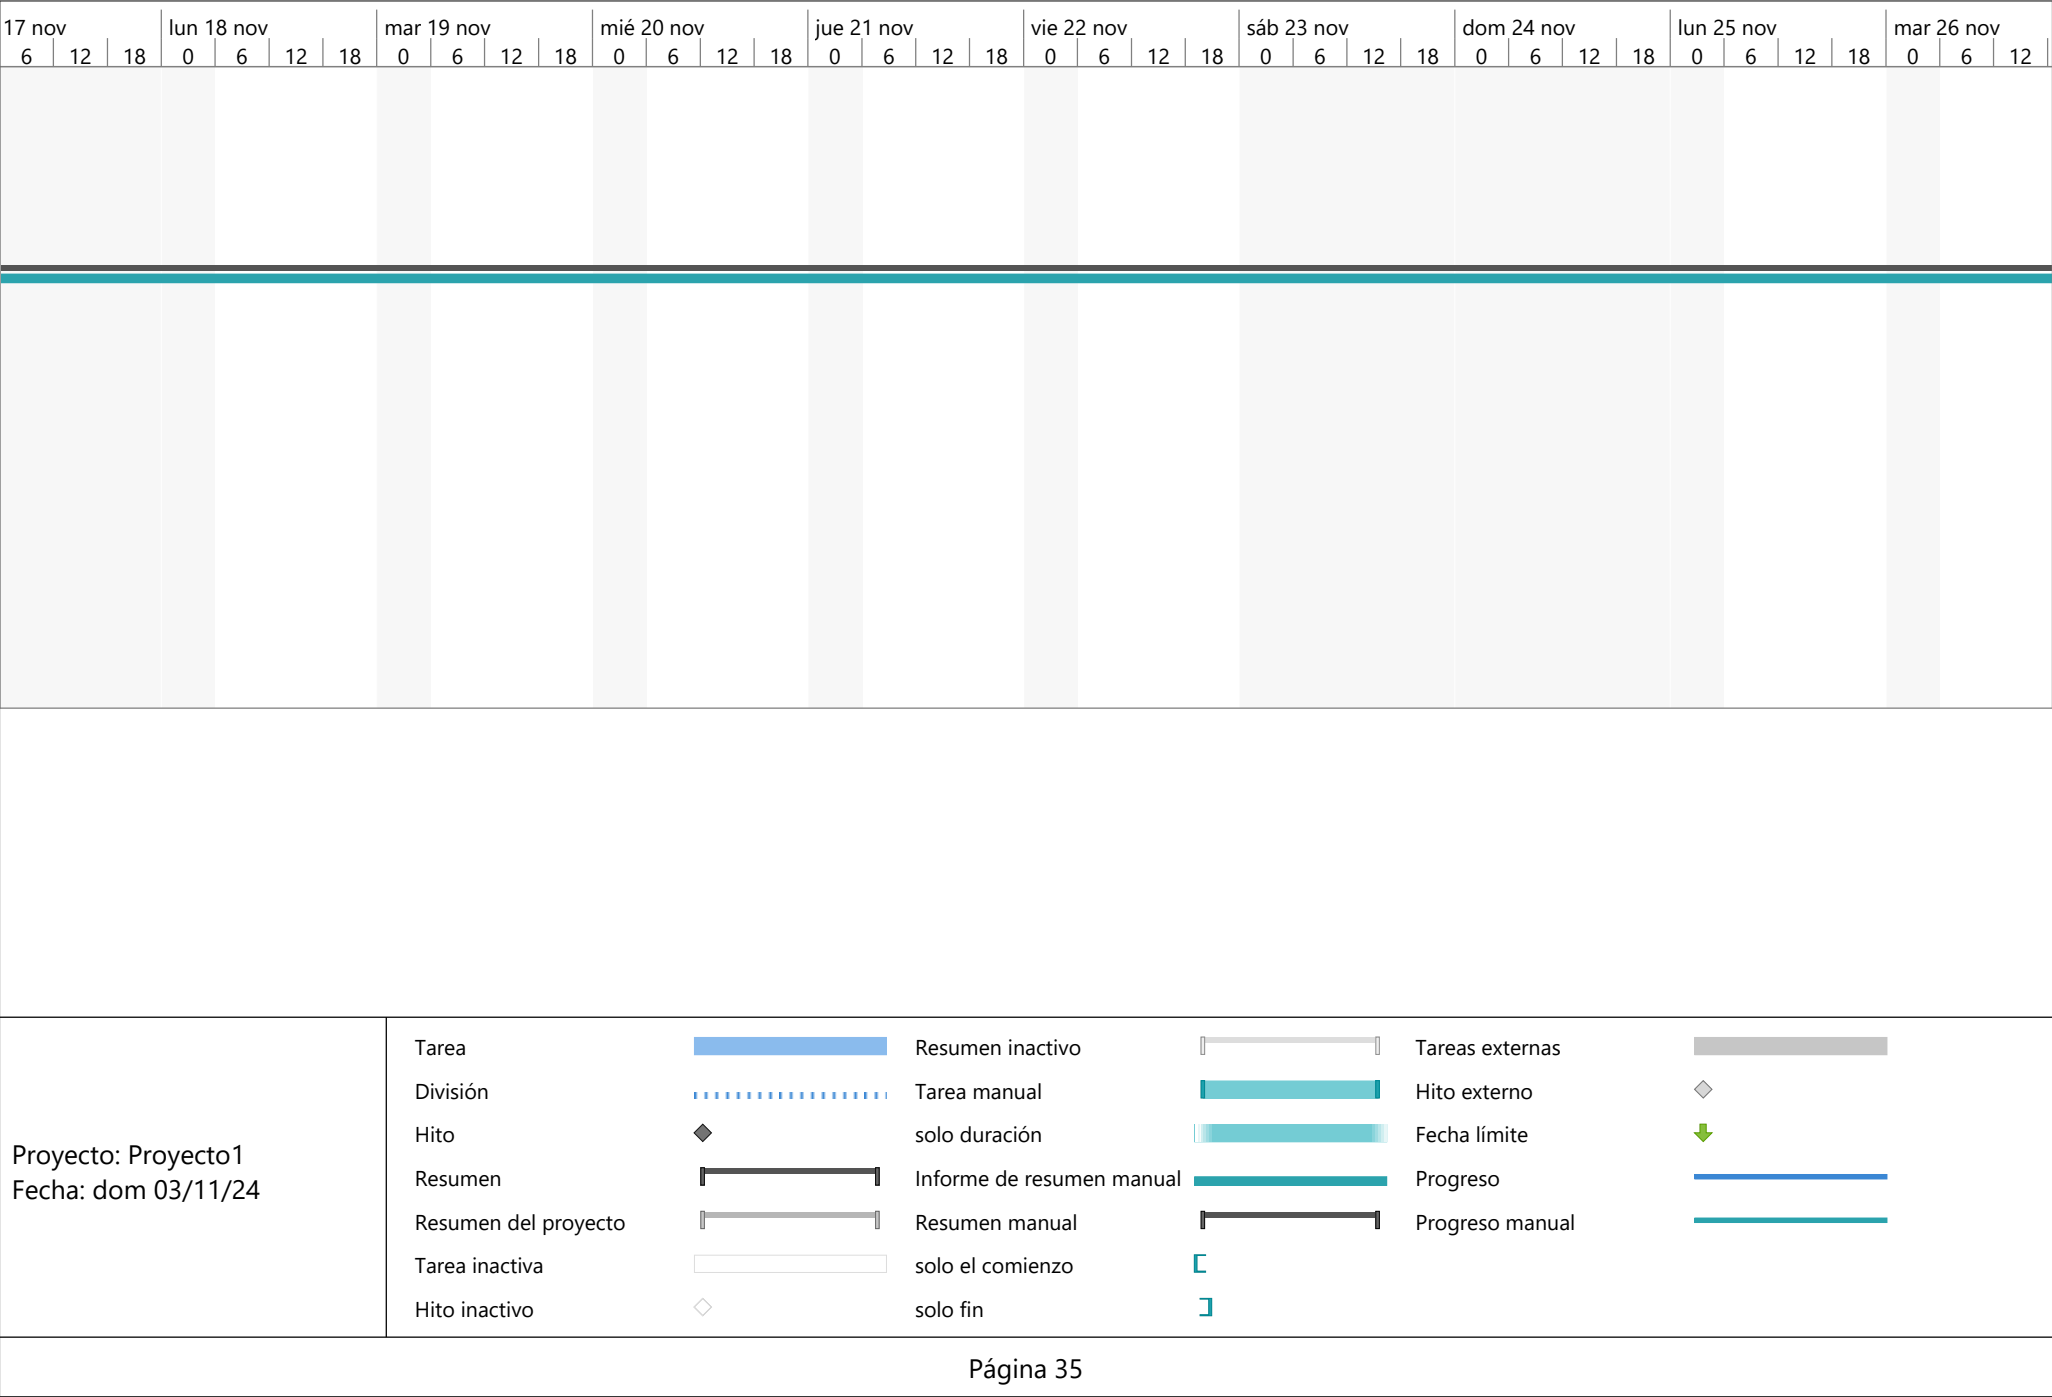 17 nov lun 18 nov mar 19 nov mié 20 nov jue 21 nov vie 22 nov sáb 23 nov dom 24 nov lun 25 nov mar 26 nov
6 12 18 0 6 12 18 0 6 12 18 0 6 12 18 0 6 12 18 0 6 12 18 0 6 12 18 0 6 12 18 0 6 12 18 0 6 12
Proyecto: Proyecto1
Fecha: dom 03/11/24
Tarea
División
Hito
Resumen
Resumen del proyecto
Tarea inactiva
Hito inactivo
Resumen inactivo
Tarea manual
solo duración
Informe de resumen manual
Resumen manual
solo el comienzo
solo fin
Tareas externas
Hito externo
Fecha límite
Progreso
Progreso manual
Página 35